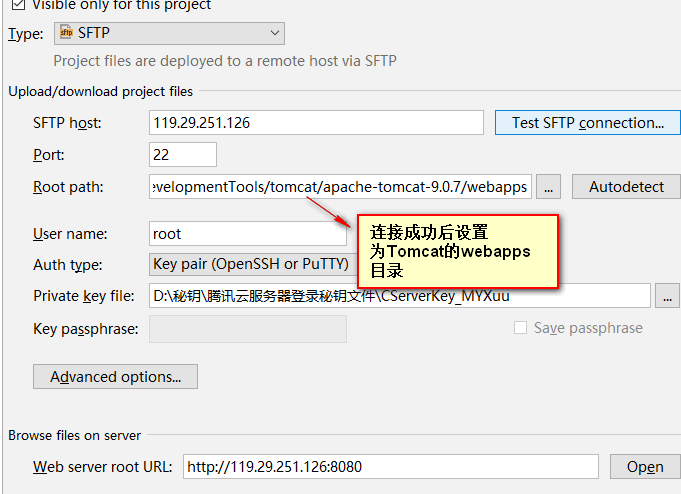 Visible only for this project
Type: SFTP
Project files are deployed to a remote host via SFTP
Upload/download project files
SFTP host: 119.29.251.126 Test SFTP connection...
Port: 22
Root path: evelopmentTools/tomcat/apache-tomcat-9.0.7/webapps ... Autodetect
连接成功后设置
为Tomcat的webapps
目录
User name: root
Auth type: Key pair (OpenSSH or PuTTY)
Private key file: D:\秘钥\腾讯云服务器登录秘钥文件\CServerKey_MYXuu ...
Key passphrase: Save passphrase
Advanced options...
Browse files on server
Web server root URL: http://119.29.251.126:8080 Open